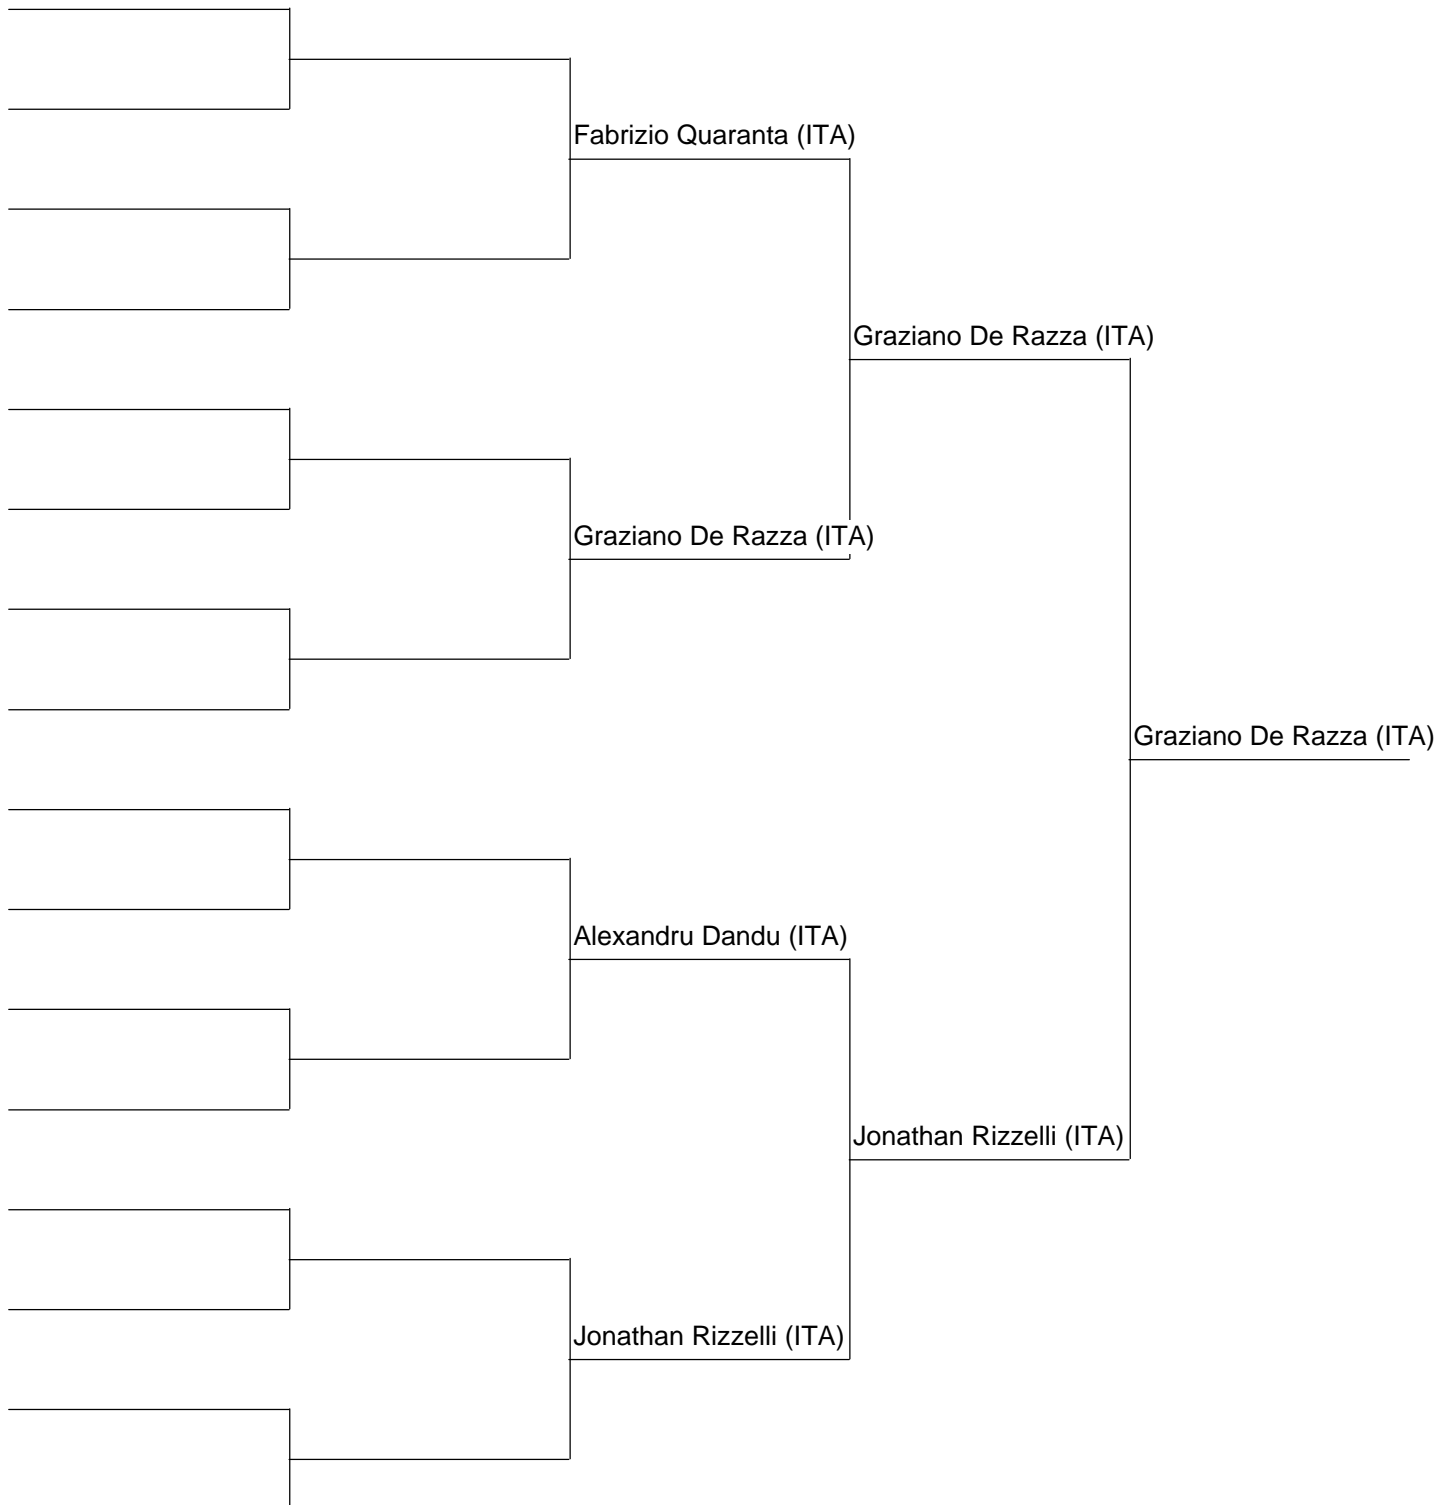 Fabrizio Quaranta (ITA)
Graziano De Razza (ITA)
Graziano De Razza (ITA)
Graziano De Razza (ITA)
Alexandru Dandu (ITA)
Jonathan Rizzelli (ITA)
Jonathan Rizzelli (ITA)